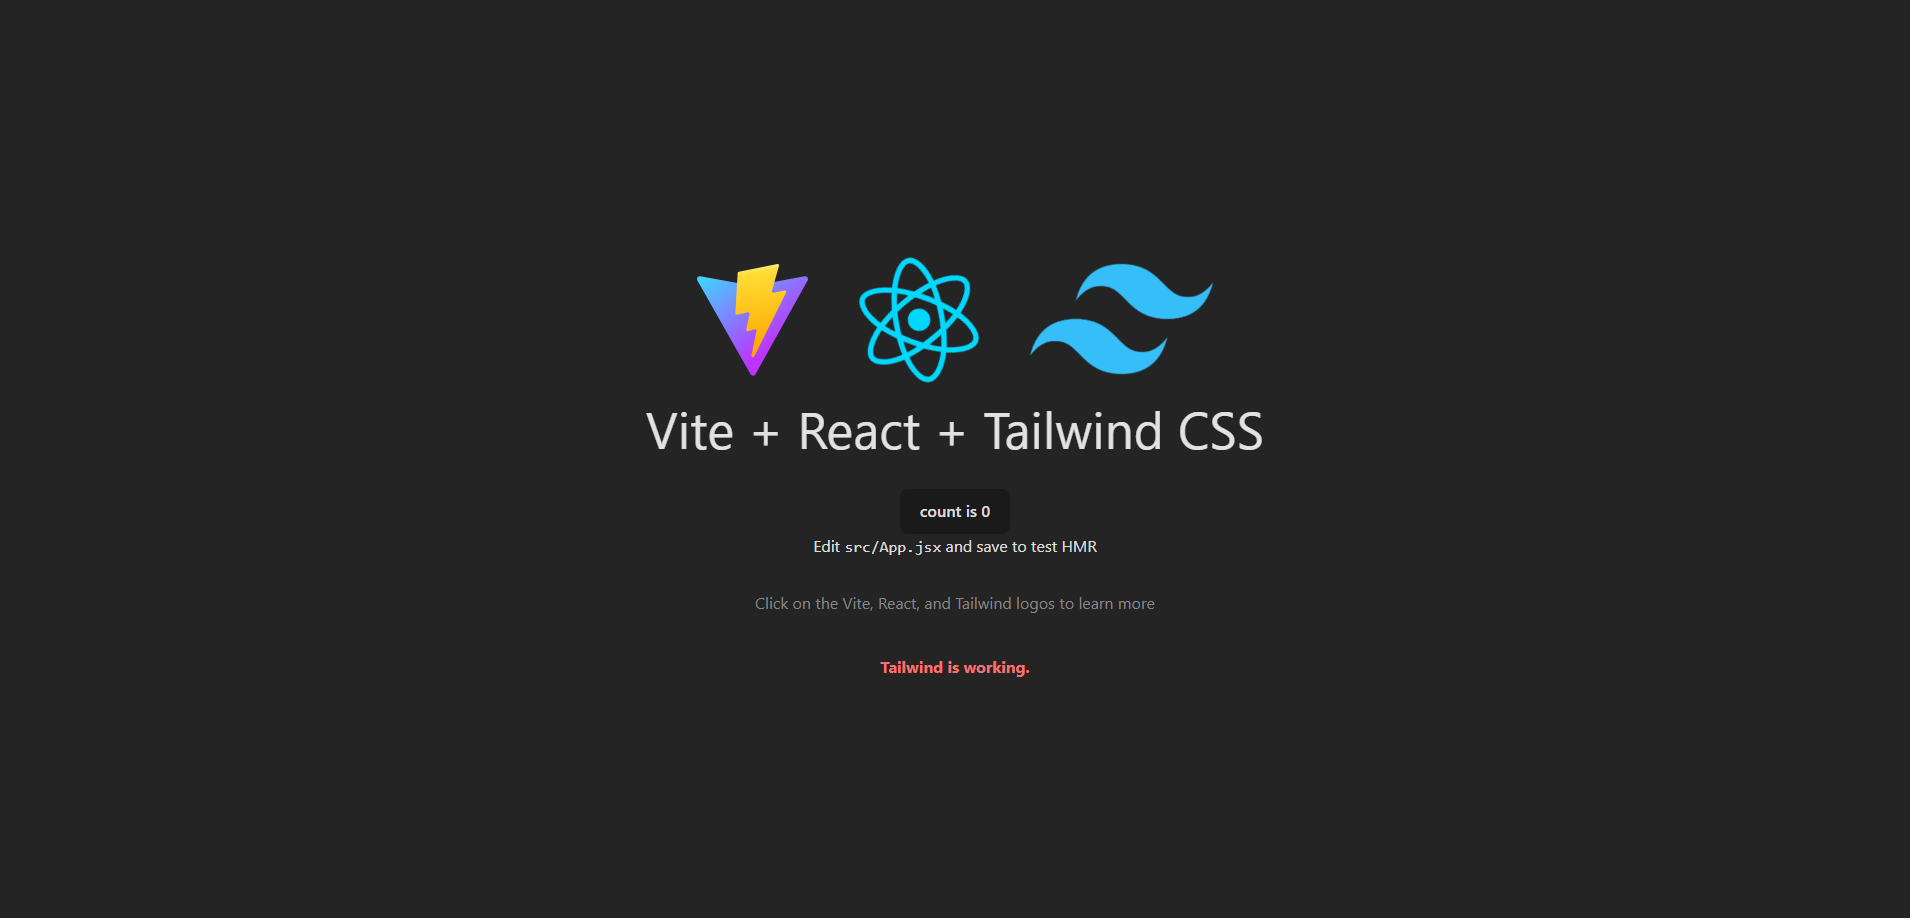 Vite + React + Tailwind CSS
count is 0
Edit src/App.jsx and save to test HMR
Click on the Vite, React, and Tailwind logos to learn more
Tailwind is working.